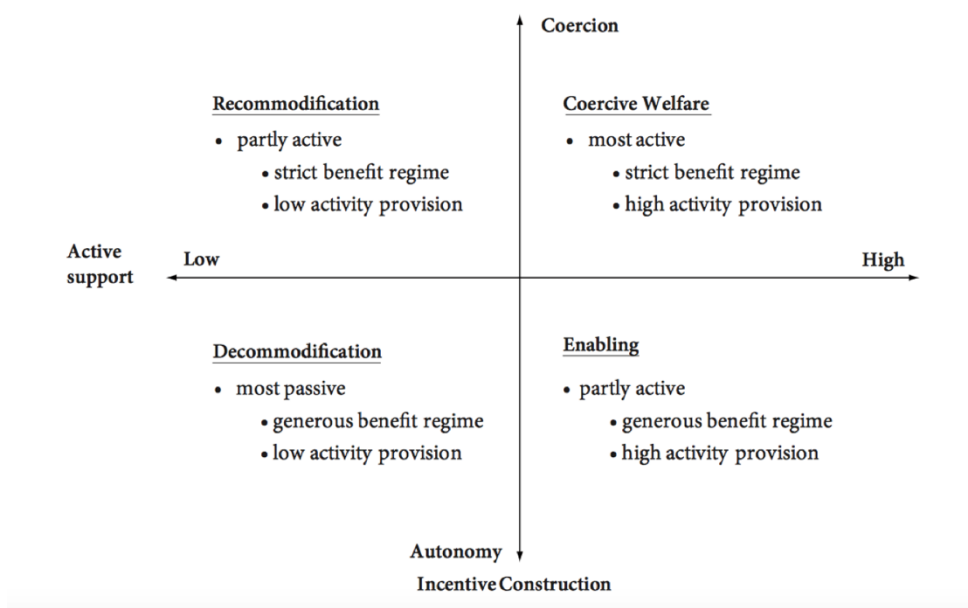 Coercion
Recommodification
• partly active
• strict benefit regime
• low activity provision
Coercive Welfare
• most active
• strict benefit regime
• high activity provision
Active
support
Low
High
Decommodification
• most passive
• generous benefit regime
• low activity provision
Enabling
• partly active
• generous benefit regime
• high activity provision
Autonomy
Incentive Construction